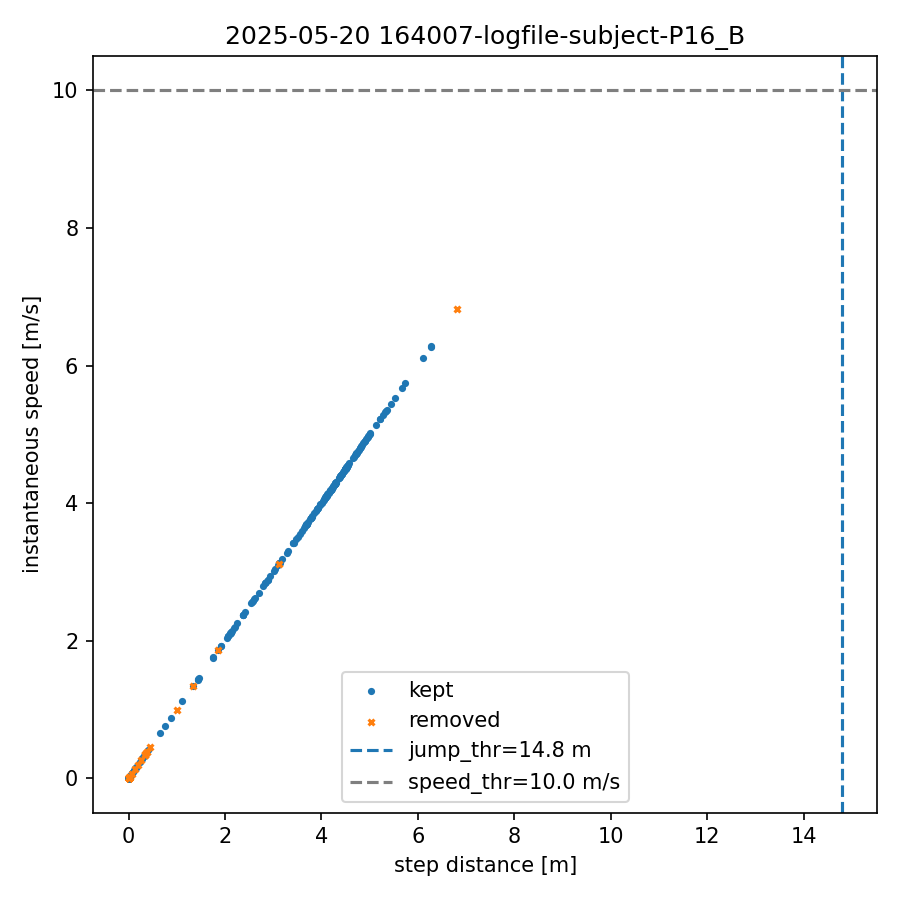 2025-05-20 164007-logfile-subject-P16_B
instantaneous speed [m/s]
10
8
6
4
2
0
kept
removed
jump_thr=14.8 m
speed_thr=10.0 m/s
0 2 4 6 8 10 12 14
step distance [m]